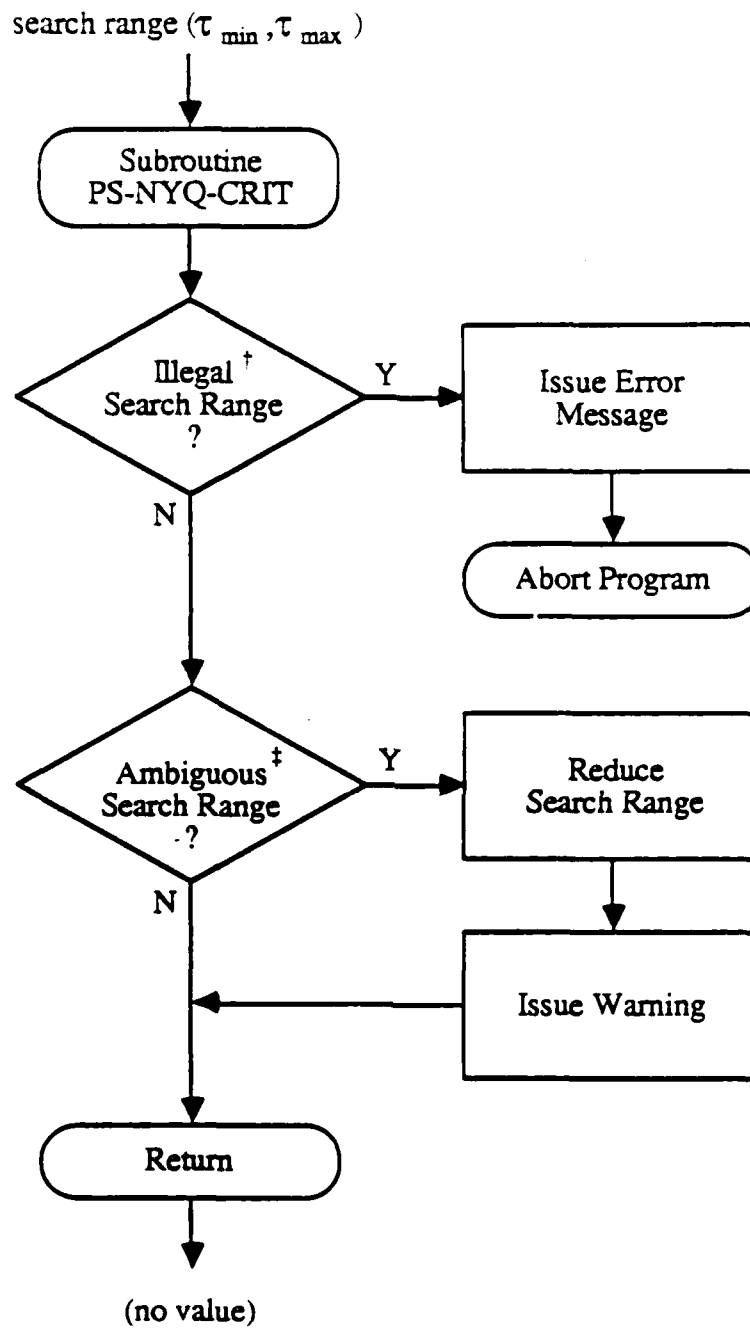 search range (τ min , τ max )
Subroutine
PS-NYQ-CRIT
Illegal †
Search Range
?
Y
Issue Error
Message
N
Abort Program
Ambiguous ‡
Search Range
?
Y
Reduce
Search Range
N
Issue Warning
Return
(no value)